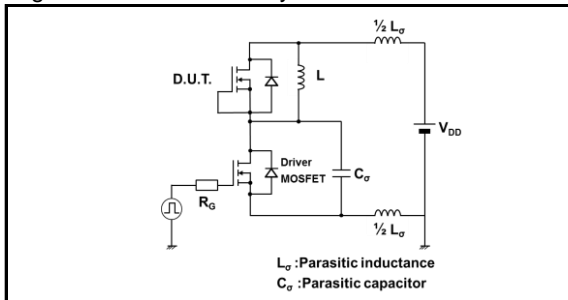 ½ Lσ
D.U.T.
L
VDD
Driver
MOSFET
Cσ
RG
½ Lσ
Lσ :Parasitic inductance
Cσ :Parasitic capacitor